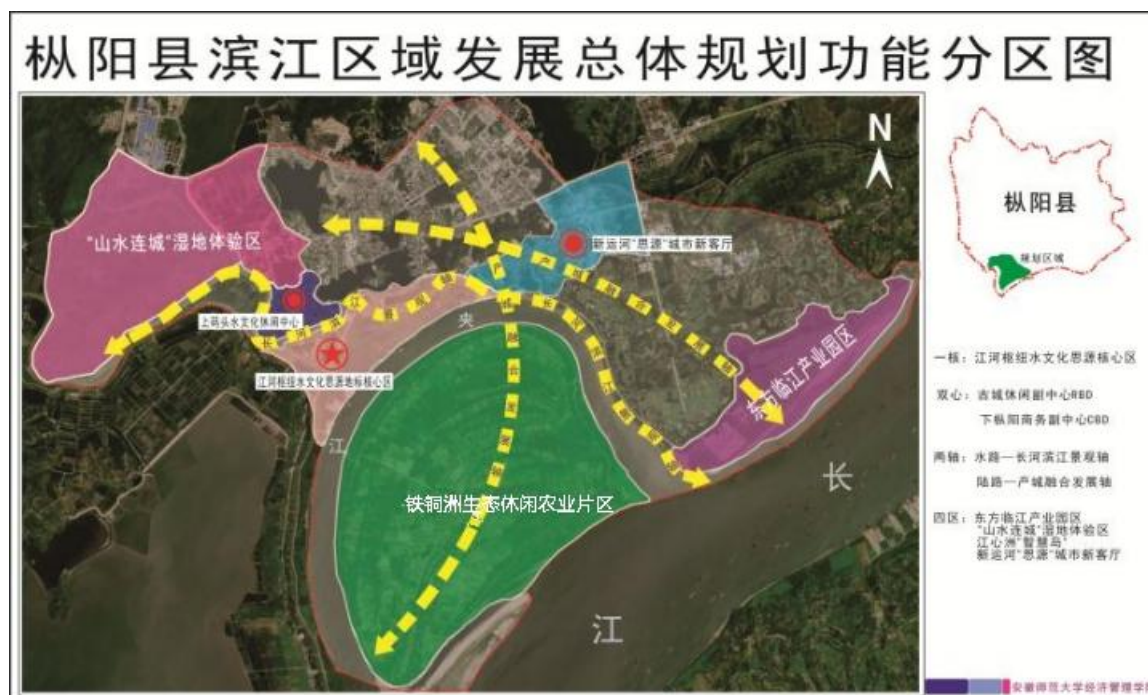 枞阳县滨江区域发展总体规划功能分区图
N
"山水连城"湿地体验区
新运河"思源"城市新客厅
上码头水文化休闲中心
江河枢纽水文化思源地标核心区
夹
江
东方临江产业园区
铁铜洲生态休闲农业片区
长
江
枞阳县
规划区域
一核：江河枢纽水文化思源核心区
双心：古城休闲副中心RBD
下枞阳商务副中心CBD
两轴：水路—长河滨江景观轴
陆路—产城融合发展轴
四区：东方临江产业园区
"山水连城"湿地体验区
江心洲"智慧岛"
新运河"思源"城市新客厅
安徽师范大学经济管理学